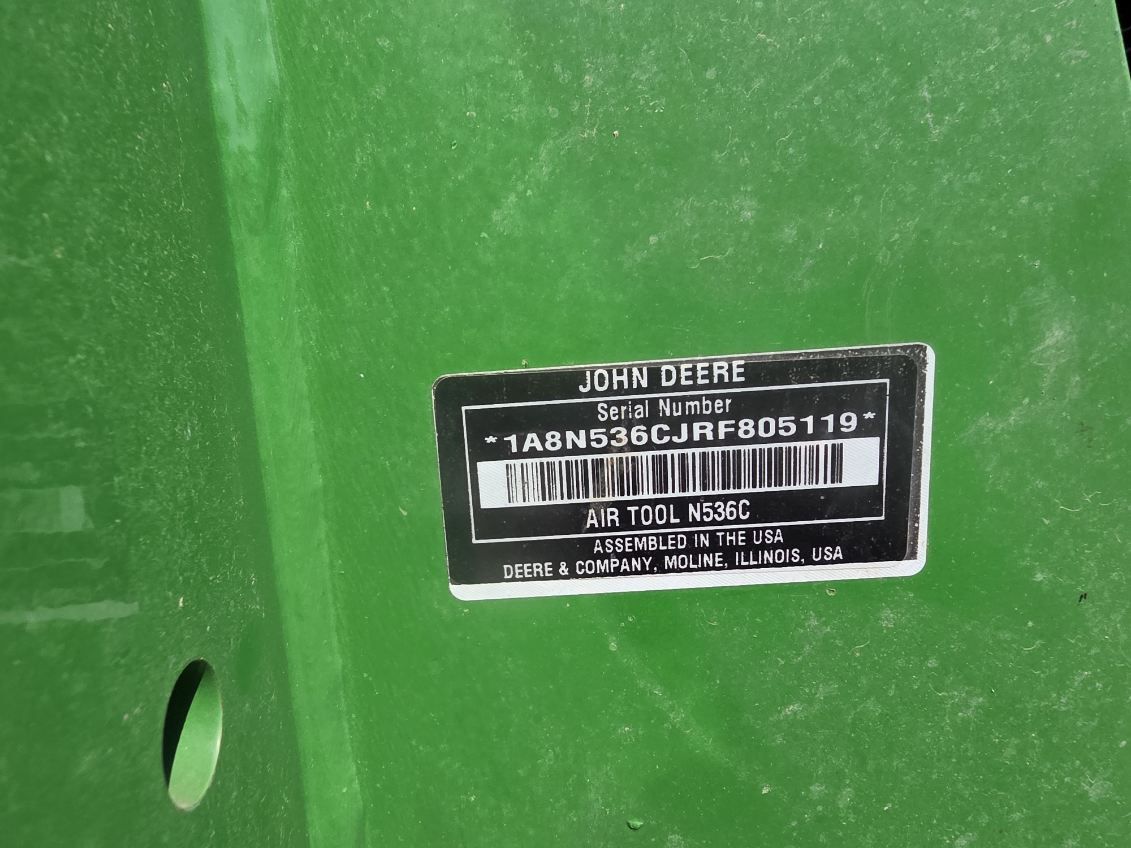 JOHN DEERE
Serial Number
*1A8N536CJRF805119*
AIR TOOL N536C
ASSEMBLED IN THE USA
DEERE & COMPANY, MOLINE, ILLINOIS, USA